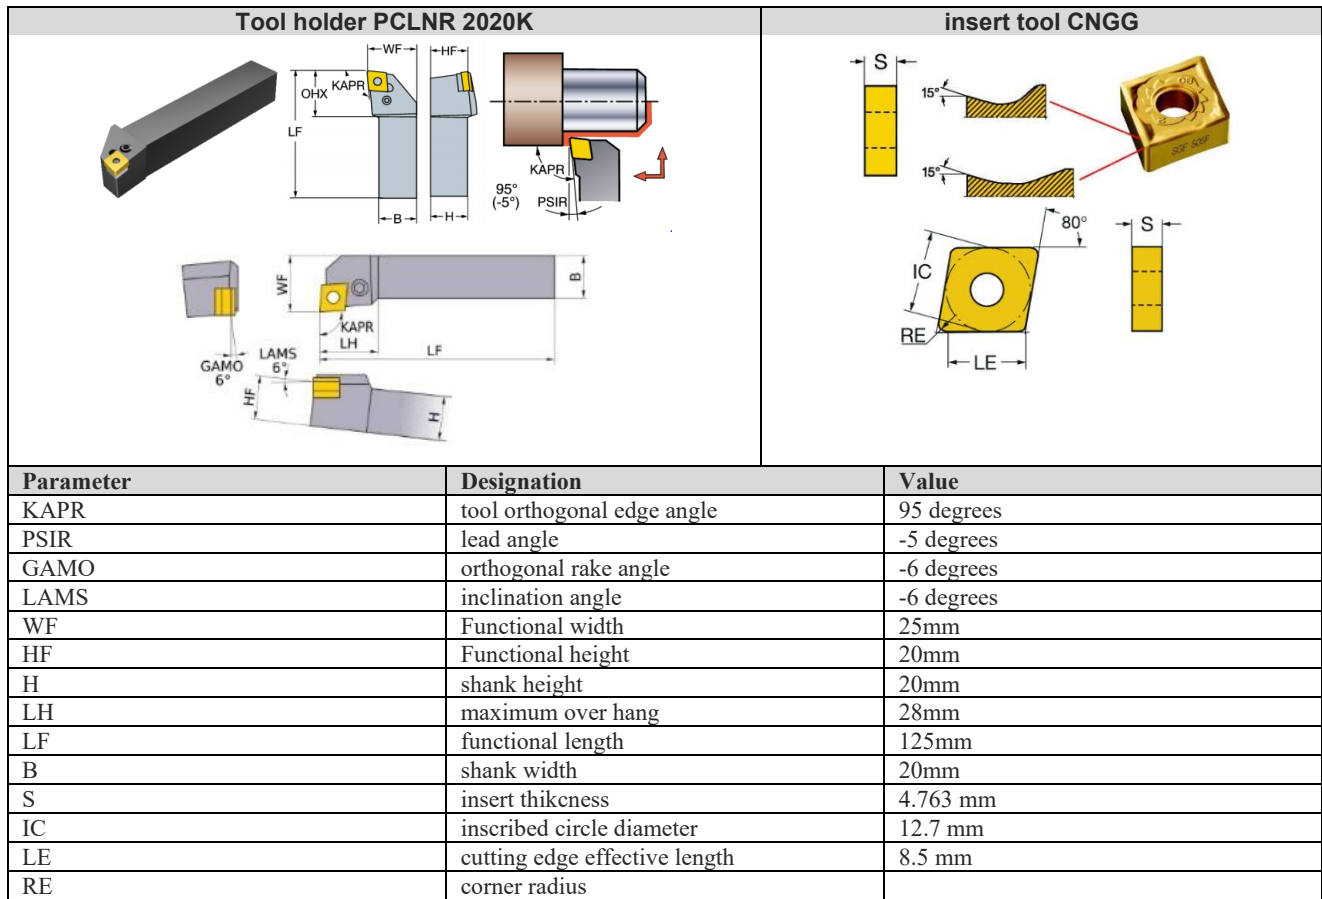 Tool holder PCLNR 2020K
insert tool CNGG
WF
HF
OHX
KAPR
LF
B
H
KAPR
95°
(-5°)
PSIR
S
15°
15°
SGF SOSF
80°
S
IC
RE
LE
WF
B
KAPR
LH
LF
GAMO
6°
LAMS
6°
HF
H
Parameter Designation Value
KAPR tool orthogonal edge angle 95 degrees
PSIR lead angle -5 degrees
GAMO orthogonal rake angle -6 degrees
LAMS inclination angle -6 degrees
WF Functional width 25mm
HF Functional height 20mm
H shank height 20mm
LH maximum over hang 28mm
LF functional length 125mm
B shank width 20mm
S insert thikcness 4.763 mm
IC inscribed circle diameter 12.7 mm
LE cutting edge effective length 8.5 mm
RE corner radius